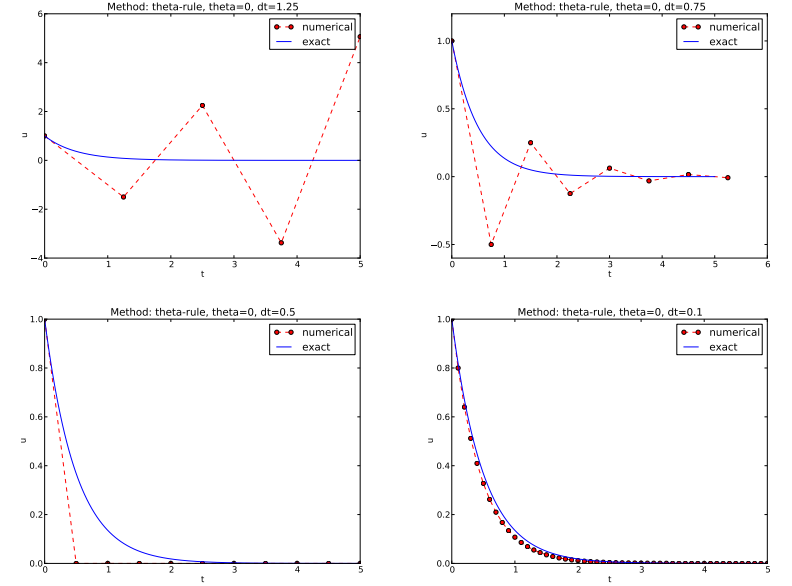 Method: theta-rule, theta=0, dt=1.25
numerical
exact
6
4
2
0
−2
−4
u
0 1 2 3 4 5
t
Method: theta-rule, theta=0, dt=0.75
numerical
exact
1.0
0.5
0.0
−0.5
u
0 1 2 3 4 5 6
t
Method: theta-rule, theta=0, dt=0.5
numerical
exact
1.0
0.8
0.6
0.4
0.2
0.0
u
0 1 2 3 4 5
t
Method: theta-rule, theta=0, dt=0.1
numerical
exact
1.0
0.8
0.6
0.4
0.2
0.0
u
0 1 2 3 4 5
t